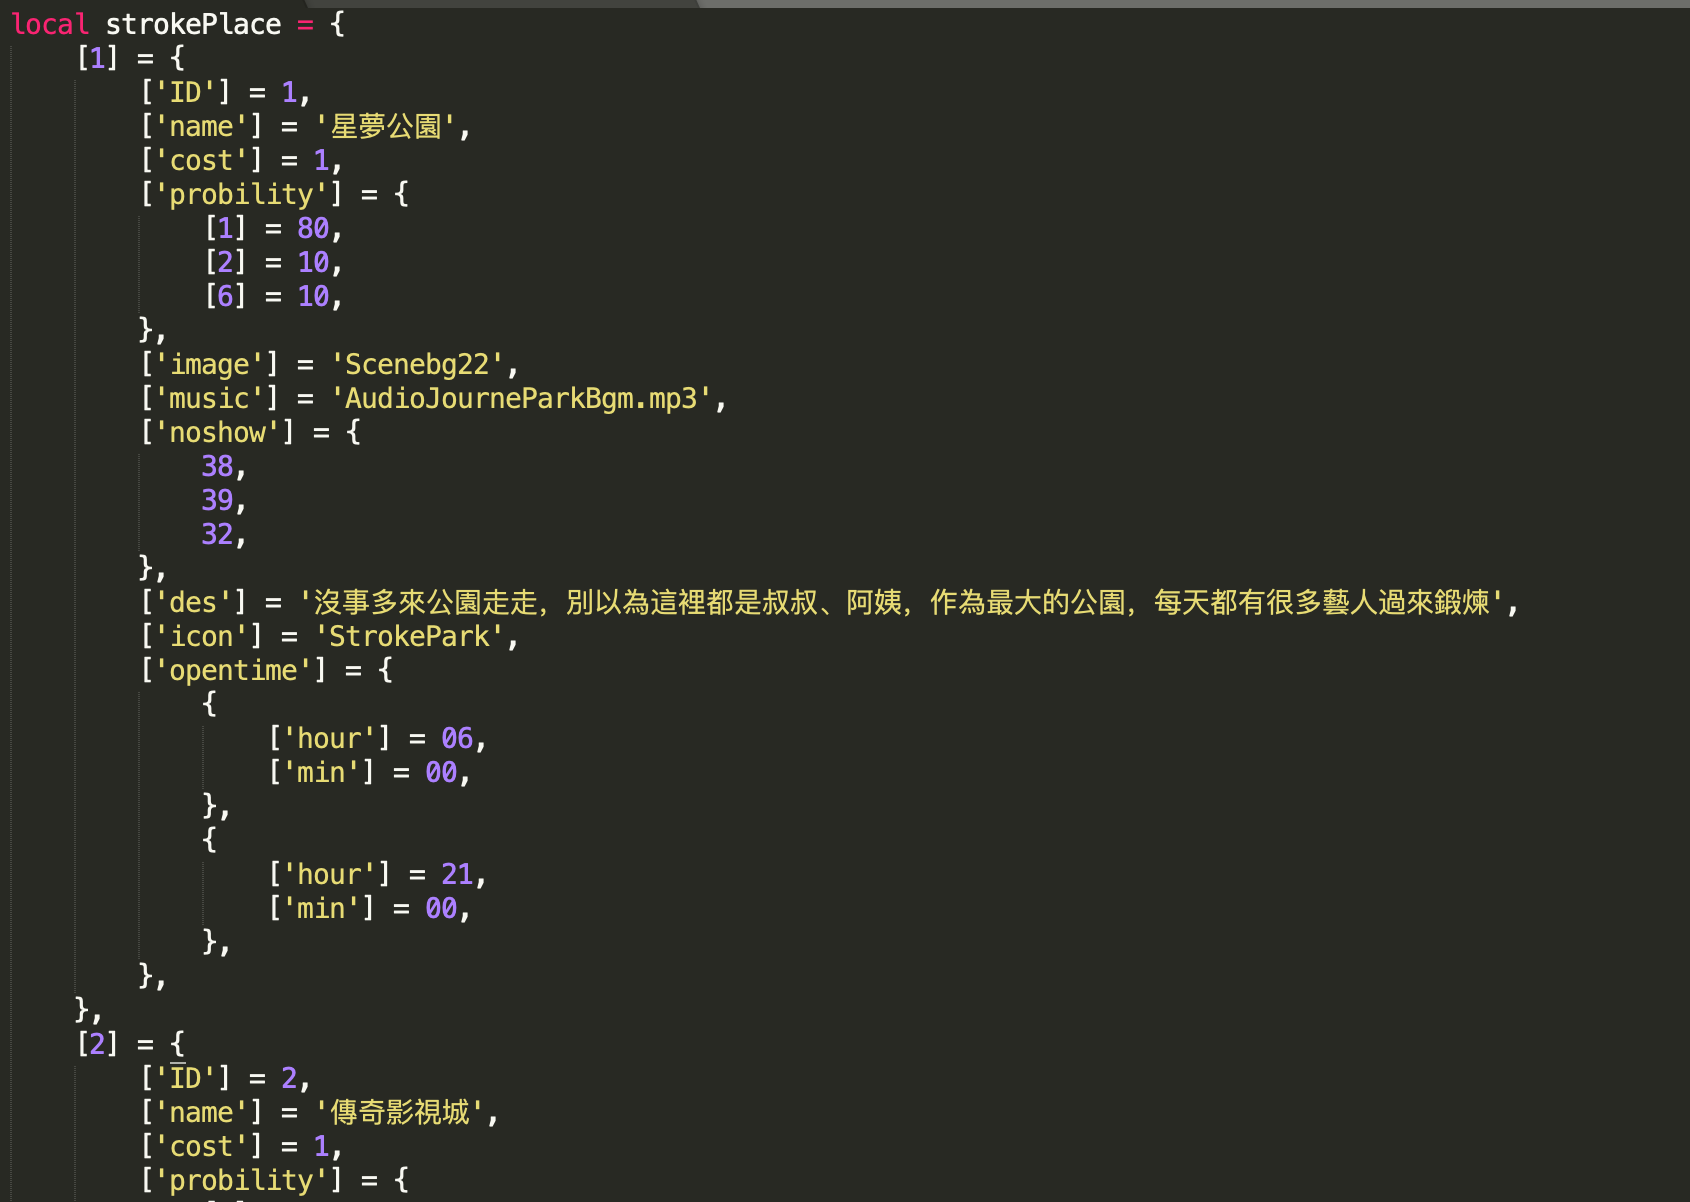 local strokePlace = {
    [1] = {
        ['ID'] = 1,
        ['name'] = '星夢公園',
        ['cost'] = 1,
        ['probility'] = {
            [1] = 80,
            [2] = 10,
            [6] = 10,
        },
        ['image'] = 'Scenebg22',
        ['music'] = 'AudioJourneParkBgm.mp3',
        ['noshow'] = {
            38,
            39,
            32,
        },
        ['des'] = '沒事多來公園走走，別以為這裡都是叔叔、阿姨，作為最大的公園，每天都有很多藝人過來鍛煉',
        ['icon'] = 'StrokePark',
        ['opentime'] = {
            {
                ['hour'] = 06,
                ['min'] = 00,
            },
            {
                ['hour'] = 21,
                ['min'] = 00,
            },
        },
    },
    [2] = {
        ['ID'] = 2,
        ['name'] = '傳奇影視城',
        ['cost'] = 1,
        ['probility'] = {